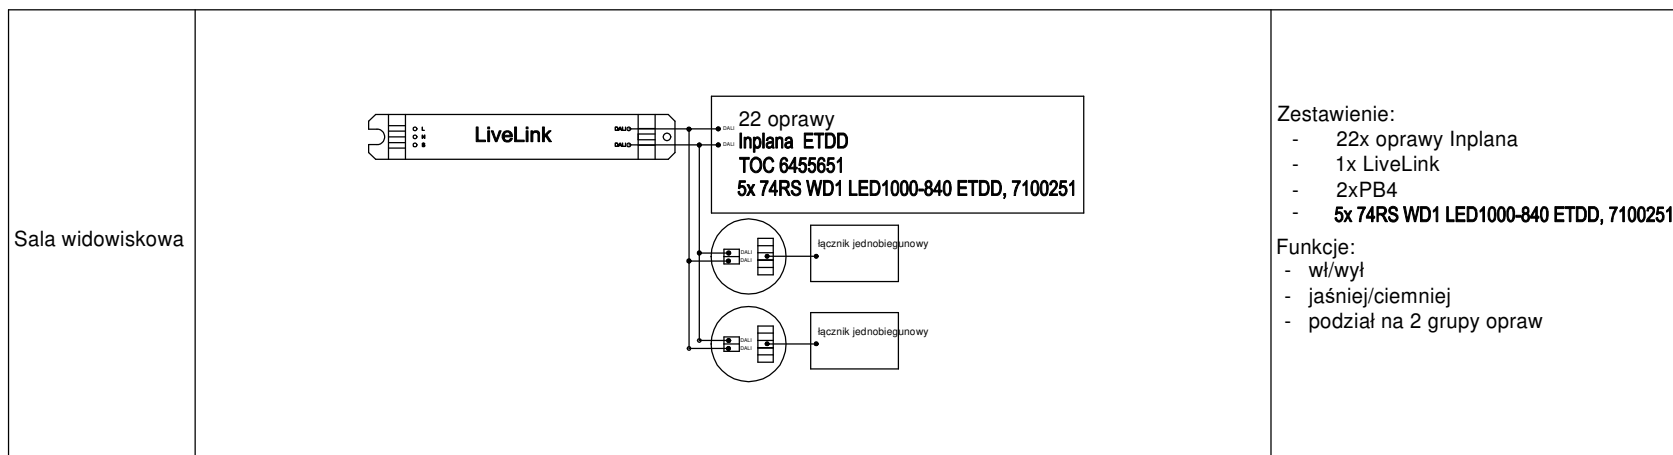 Sala widowiskowa
L
N
S
LiveLink
DALI
DALI
DALI
DALI
22 oprawy
Inplana ETDD
TOC 6455651
5x 74RS WD1 LED1000-840 ETDD, 7100251
DALI
DALI
łącznik jednobiegunowy
DALI
DALI
łącznik jednobiegunowy
Zestawienie:
- 22x oprawy Inplana
- 1x LiveLink
- 2xPB4
- 5x 74RS WD1 LED1000-840 ETDD, 7100251
Funkcje:
- wł/wył
- jaśniej/ciemniej
- podział na 2 grupy opraw